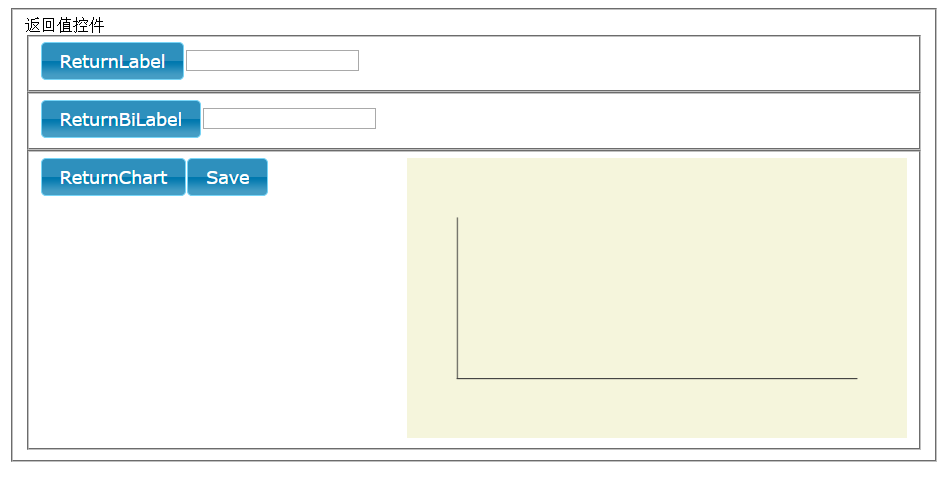 返回值控件
ReturnLabel
ReturnBiLabel
ReturnChart Save